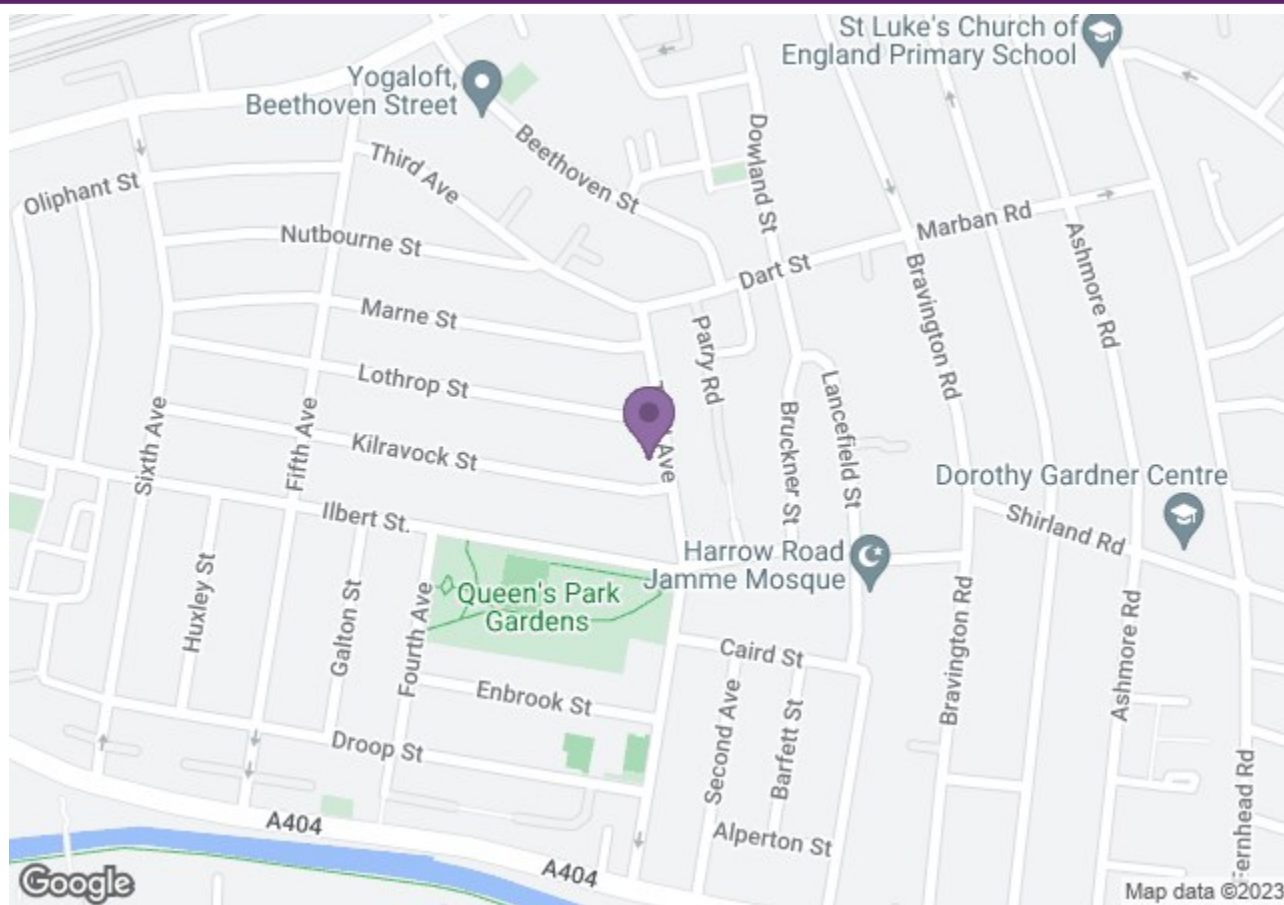 St Luke's Church of
England Primary School
Yogaloft,
Beethoven Street
Beethoven St
Dowland St
Third Ave
Oliphant St
Nutbourne St
Marban Rd
Dart St
Ashmore Rd
Bravington Rd
Marne St
Parry Rd
Lothrop St
Lancefield St
Bruckner St
Ave
Kilravock St
Sixth Ave
Fifth Ave
Dorothy Gardner Centre
Ilbert St.
Shirland Rd
Harrow Road
Jamme Mosque
Queen's Park
Gardens
Huxley St
Galton St
Fourth Ave
Caird St
Enbrook St
Bravington Rd
Ashmore Rd
Second Ave
Barfett St
Droop St
Fernhead Rd
Alperton St
A404
A404
Google
Map data ©2023